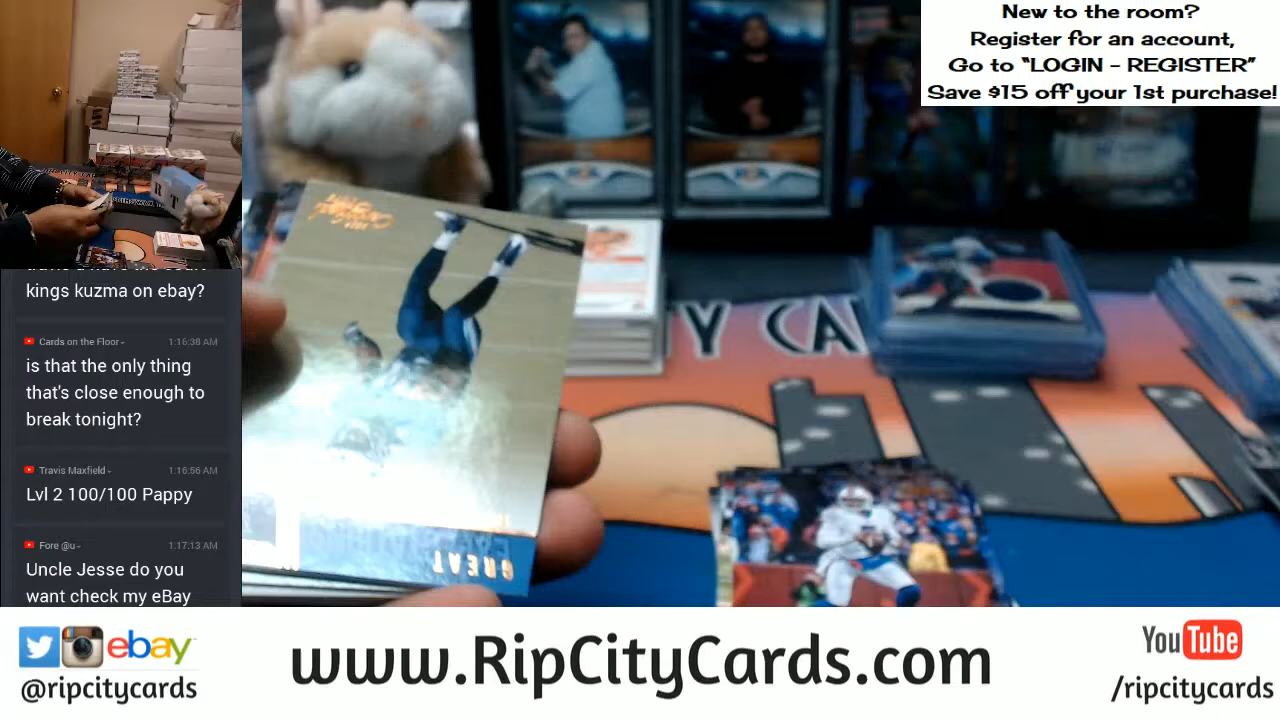 New to the room?
Register for an account,
Go to "LOGIN - REGISTER"
Save $15 off your 1st purchase!
kings kuzma on ebay?
Cards on the Floor
1:16:38 AM
is that the only thing
that's close enough to
break tonight?
Travis Maxfield
1:16:56 AM
Lvl 2 100/100 Pappy
Fore @u
1:17:13 AM
Uncle Jesse do you
want check my eBay
GREAT
Y CA
R
T
ebay
@ripcitycards
www.RipCityCards.com
YouTube
/ripcitycards